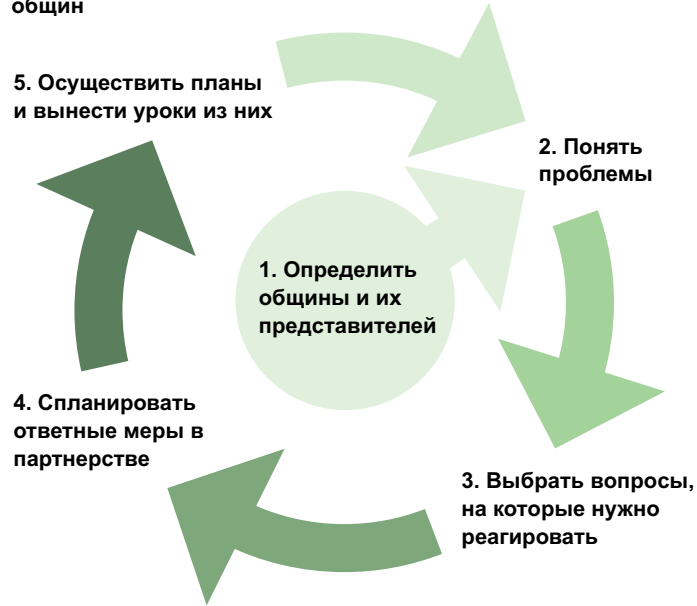 общин
5. Осуществить планы
и вынести уроки из них
2. Понять
проблемы
1. Определить
общины и их
представителей
4. Спланировать
ответные меры в
партнерстве
3. Выбрать вопросы,
на которые нужно
реагировать